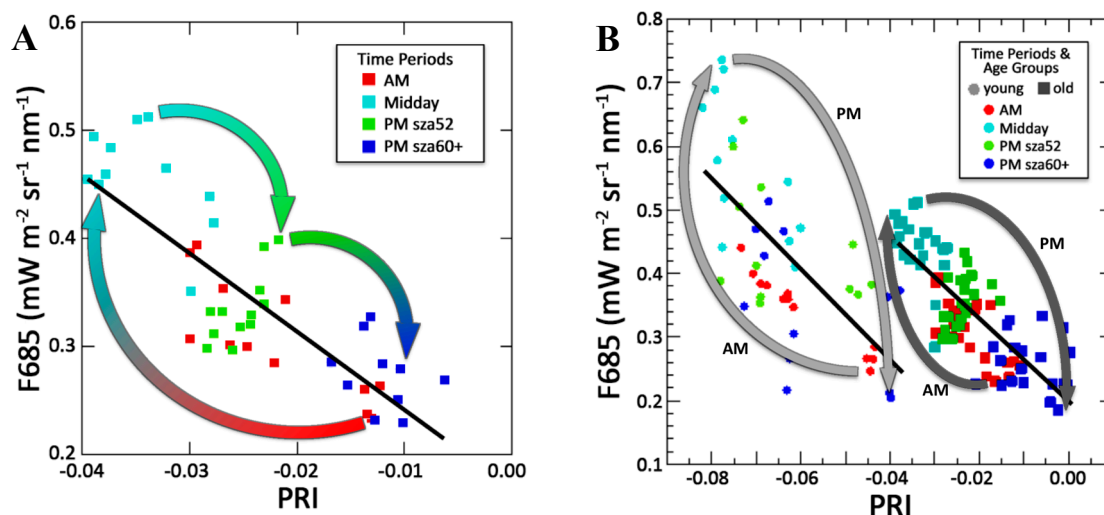 A
0.6
0.5
0.4
0.3
0.2
F685 (mW m⁻² sr⁻¹ nm⁻¹)
Time Periods
AM
Midday
PM sza52
PM sza60+
-0.04 -0.03 -0.02 -0.01 0.00
PRI
B
0.8
0.7
0.6
0.5
0.4
0.3
0.2
0.1
F685 (mW m⁻² sr⁻¹ nm⁻¹)
Time Periods &
Age Groups
young old
AM
Midday
PM sza52
PM sza60+
PM
PM
AM
AM
-0.08 -0.06 -0.04 -0.02 0.00
PRI